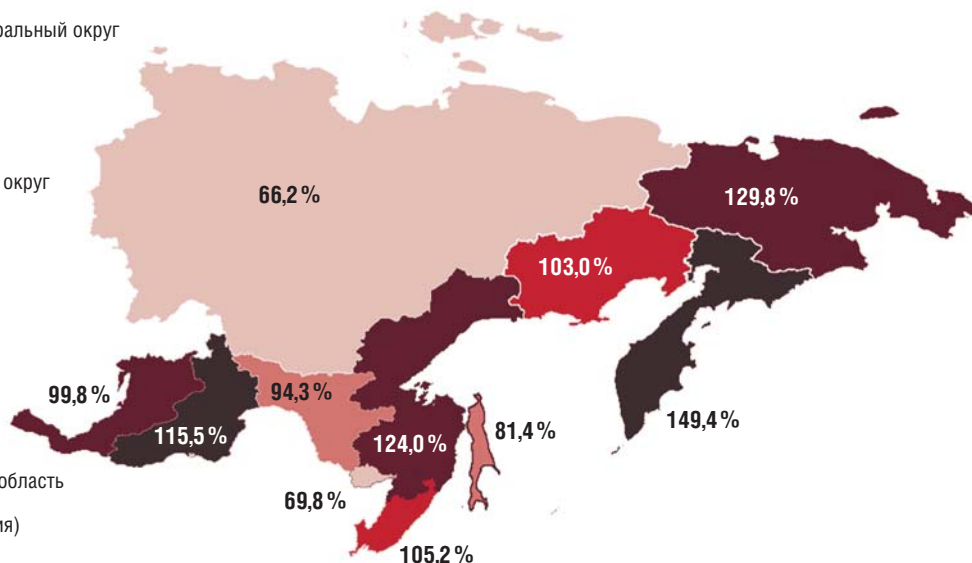 ральный округ
округ
66,2 %
129,8 %
103,0 %
99,8 %
94,3 %
115,5 %
124,0 %
81,4 %
149,4 %
область
69,8 %
ия)
105,2 %